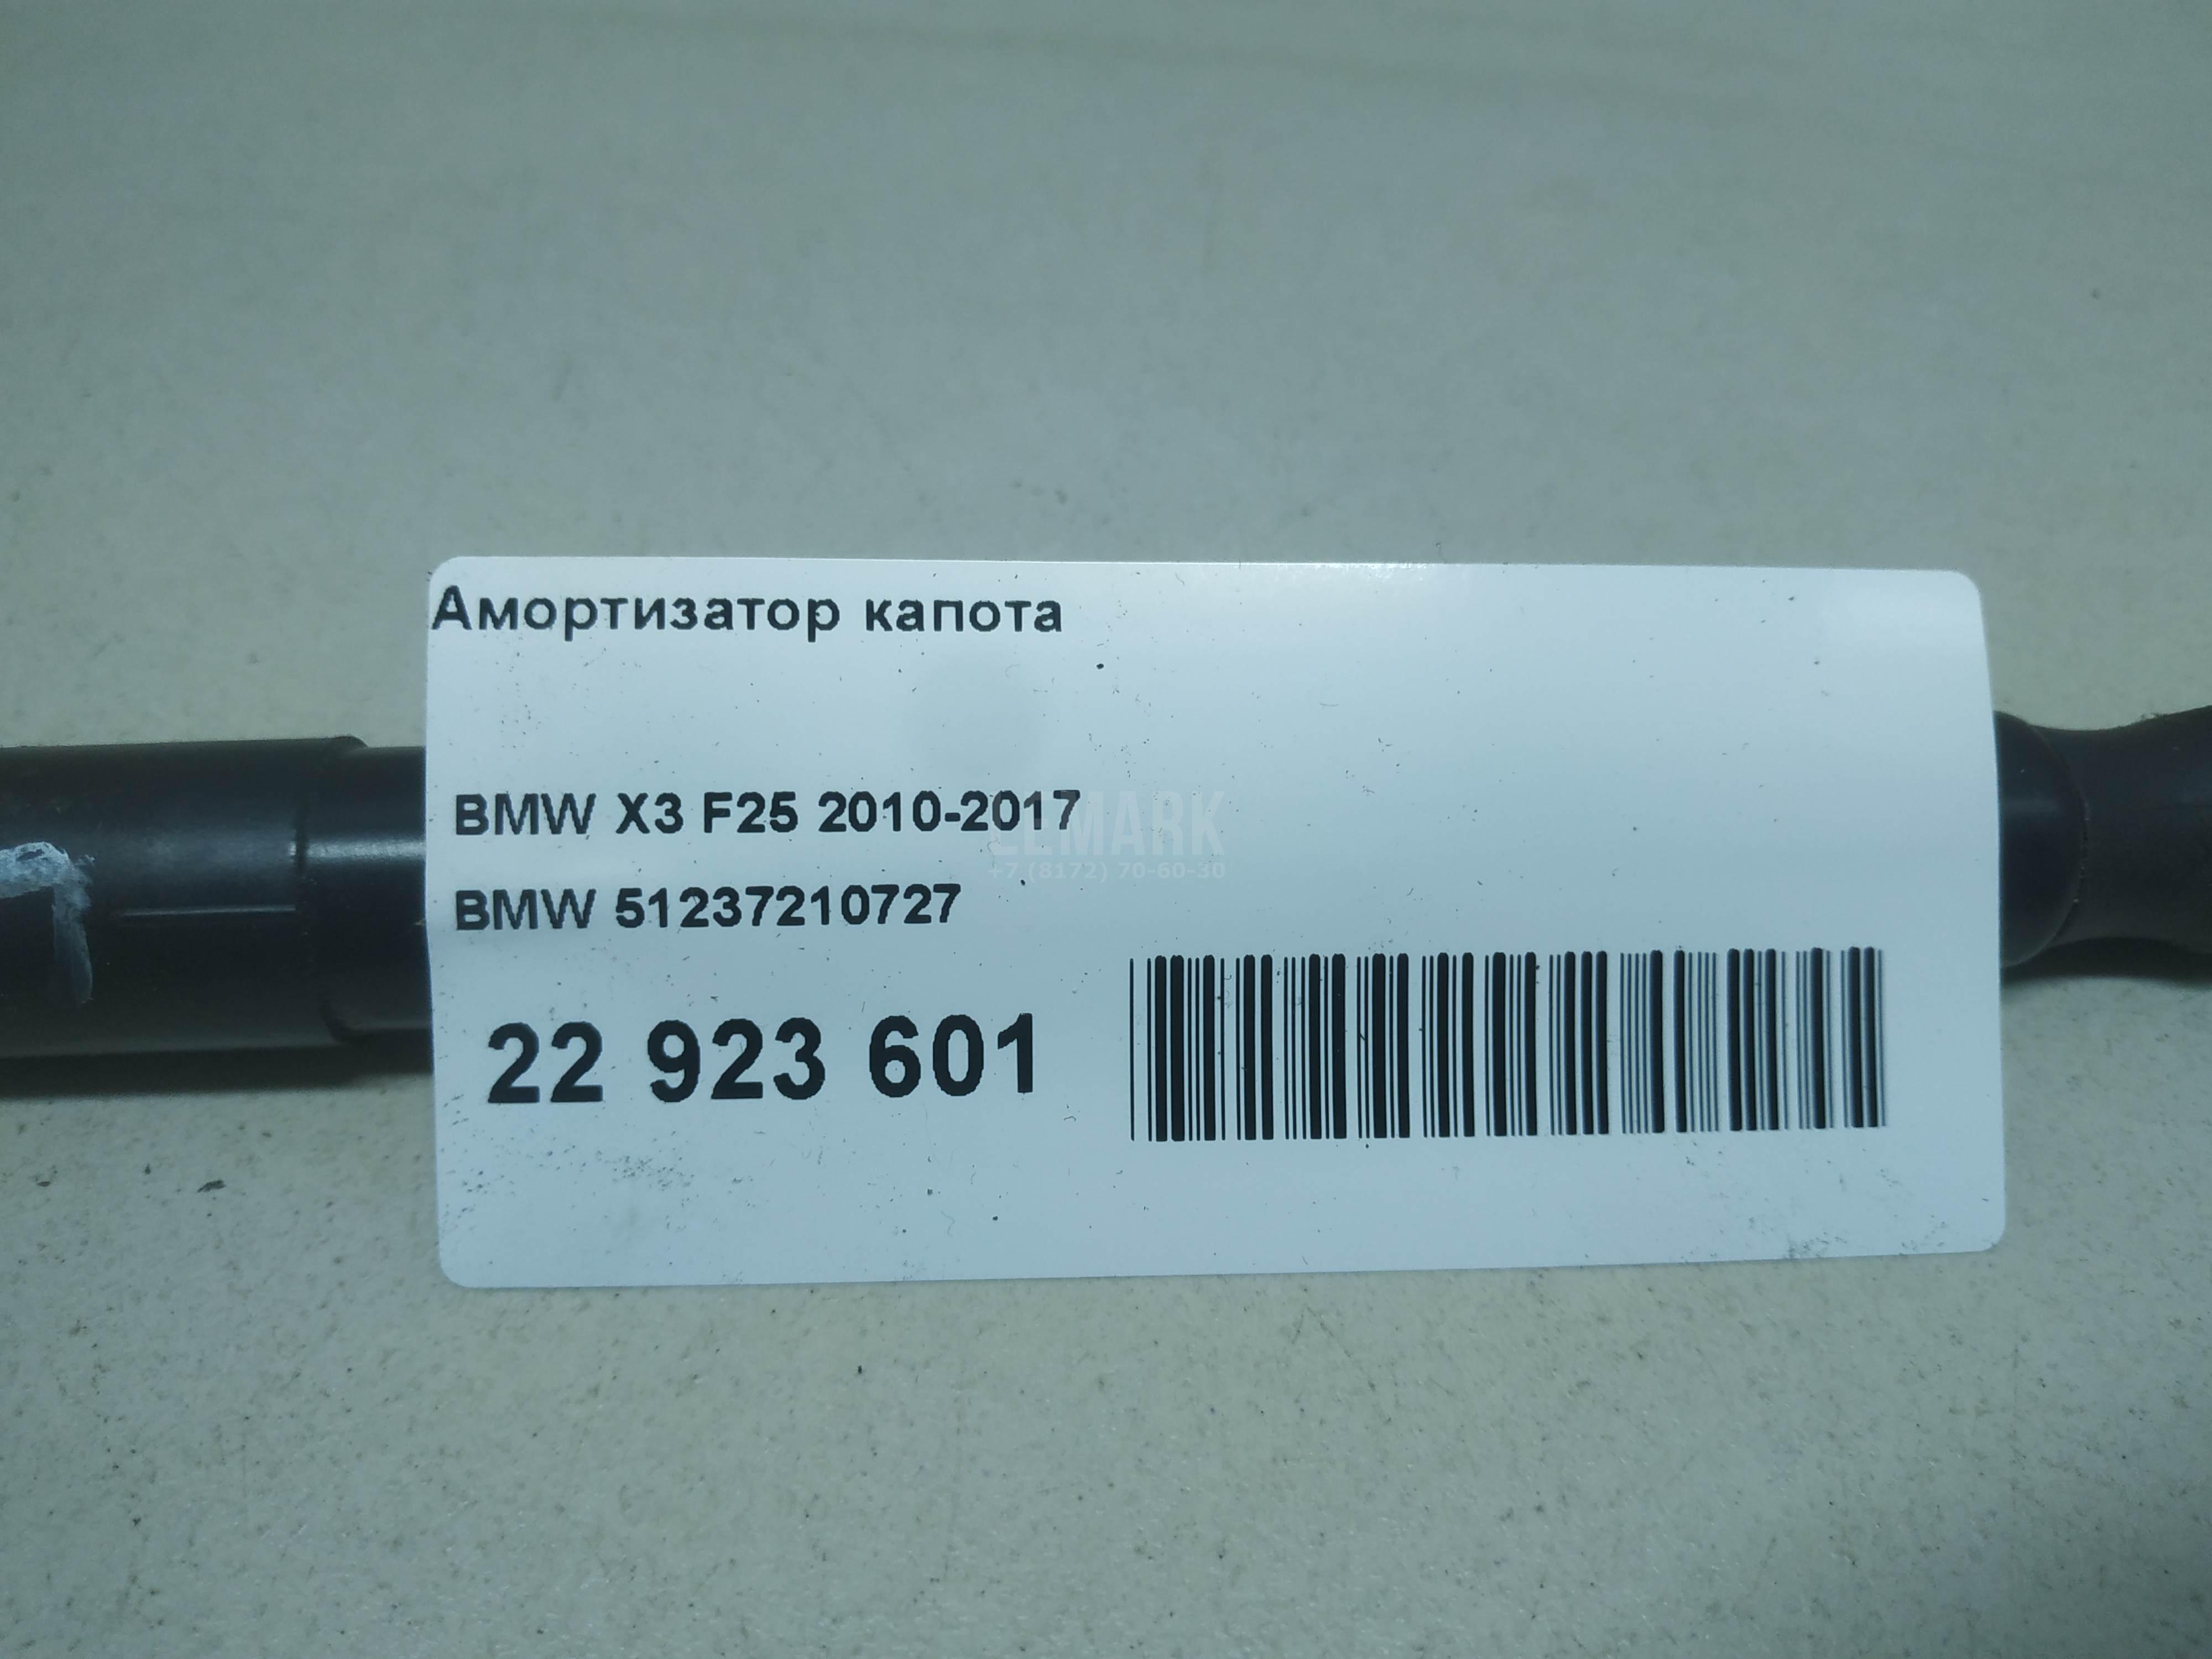 Амортизатор капота
BMW X3 F25 2010-2017
LEMARK
+7 (8172) 70-60-30
BMW 51237210727
22 923 601